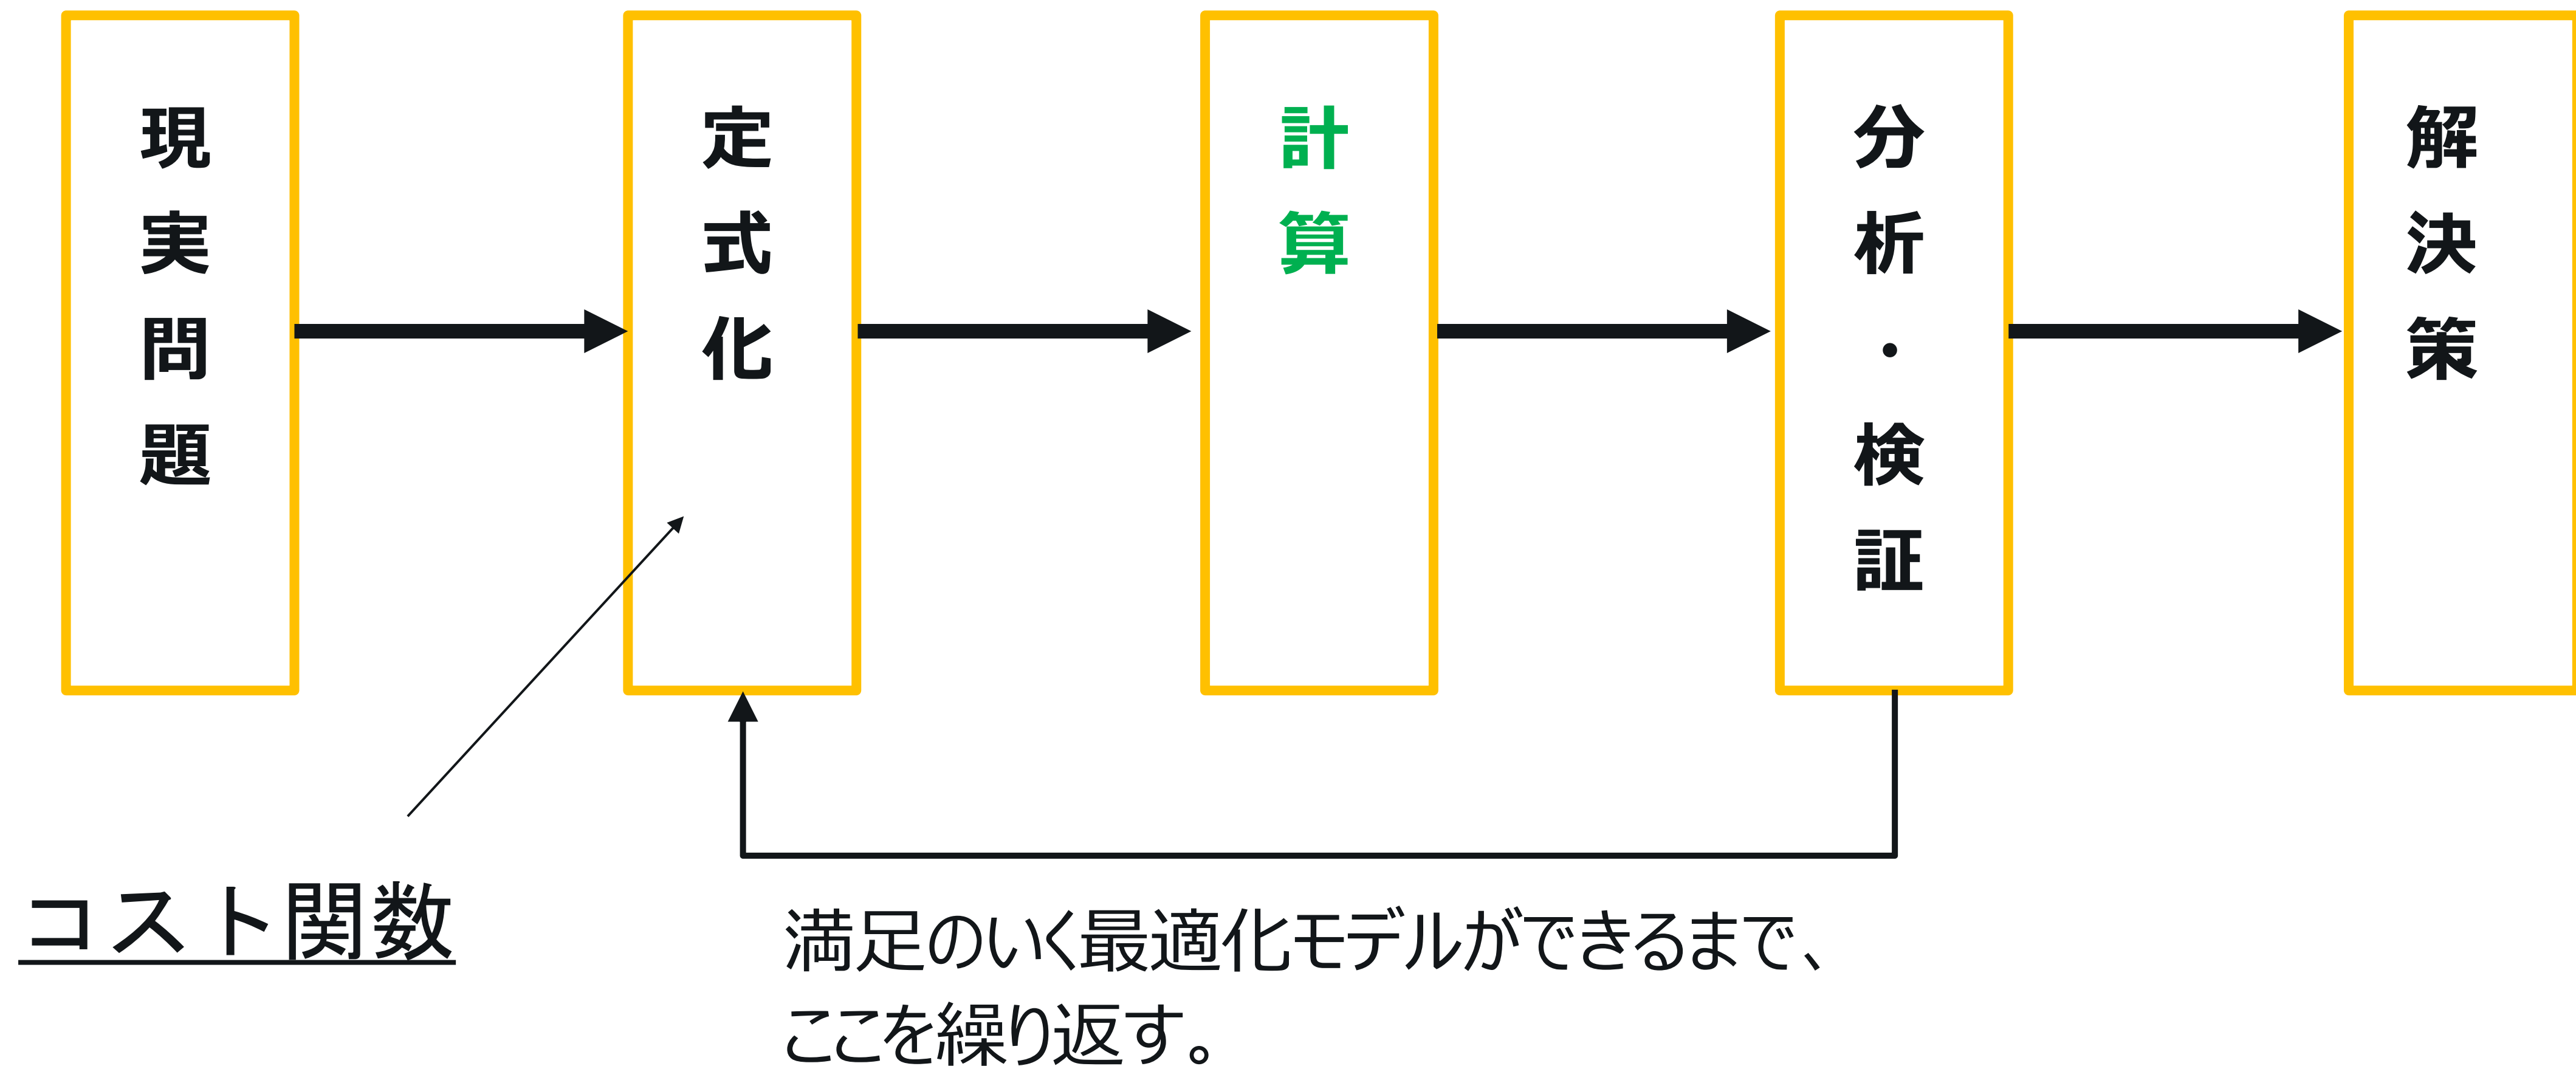 現実問題
定式化
計算
分析・検証
解決策
コスト関数
満足のいく最適化モデルができるまで、
ここを繰り返す。